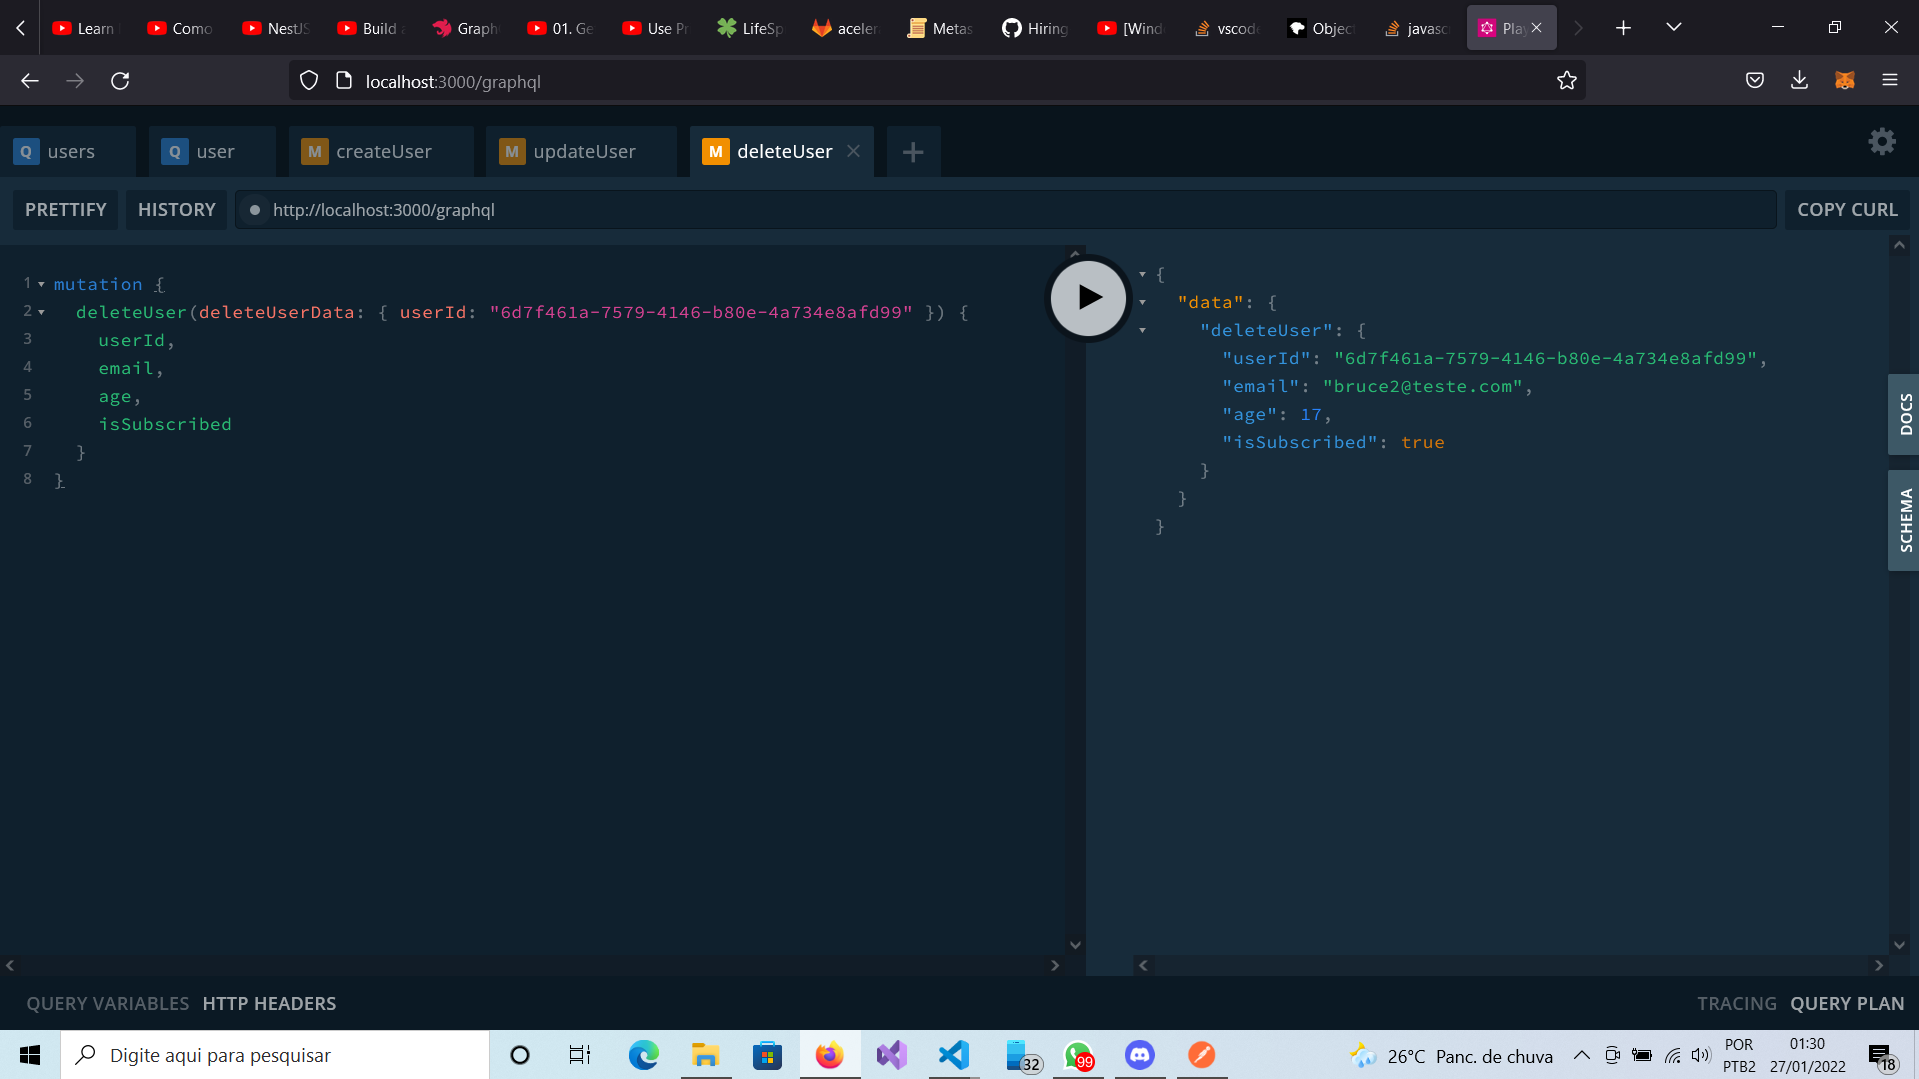 Learn
Como
NestJS
Build a
Graph
01. Ge
Use Pr
LifeSp
aceler
Metas
Hiring
[Wind
vscode
Object
javasc
Play
localhost:3000/graphql
Q users
Q user
M createUser
M updateUser
M deleteUser
PRETTIFY
HISTORY
http://localhost:3000/graphql
COPY CURL
1 mutation {
2 deleteUser(deleteUserData: { userId: "6d7f461a-7579-4146-b80e-4a734e8afd99" }) {
3 userId,
4 email,
5 age,
6 isSubscribed
7 }
8 }
{
"data": {
"deleteUser": {
"userId": "6d7f461a-7579-4146-b80e-4a734e8afd99",
"email": "bruce2@teste.com",
"age": 17,
"isSubscribed": true
}
}
}
DOCS
SCHEMA
QUERY VARIABLES
HTTP HEADERS
TRACING
QUERY PLAN
Digite aqui para pesquisar
32
99
26°C Panc. de chuva
POR
PTB2
01:30
27/01/2022
18